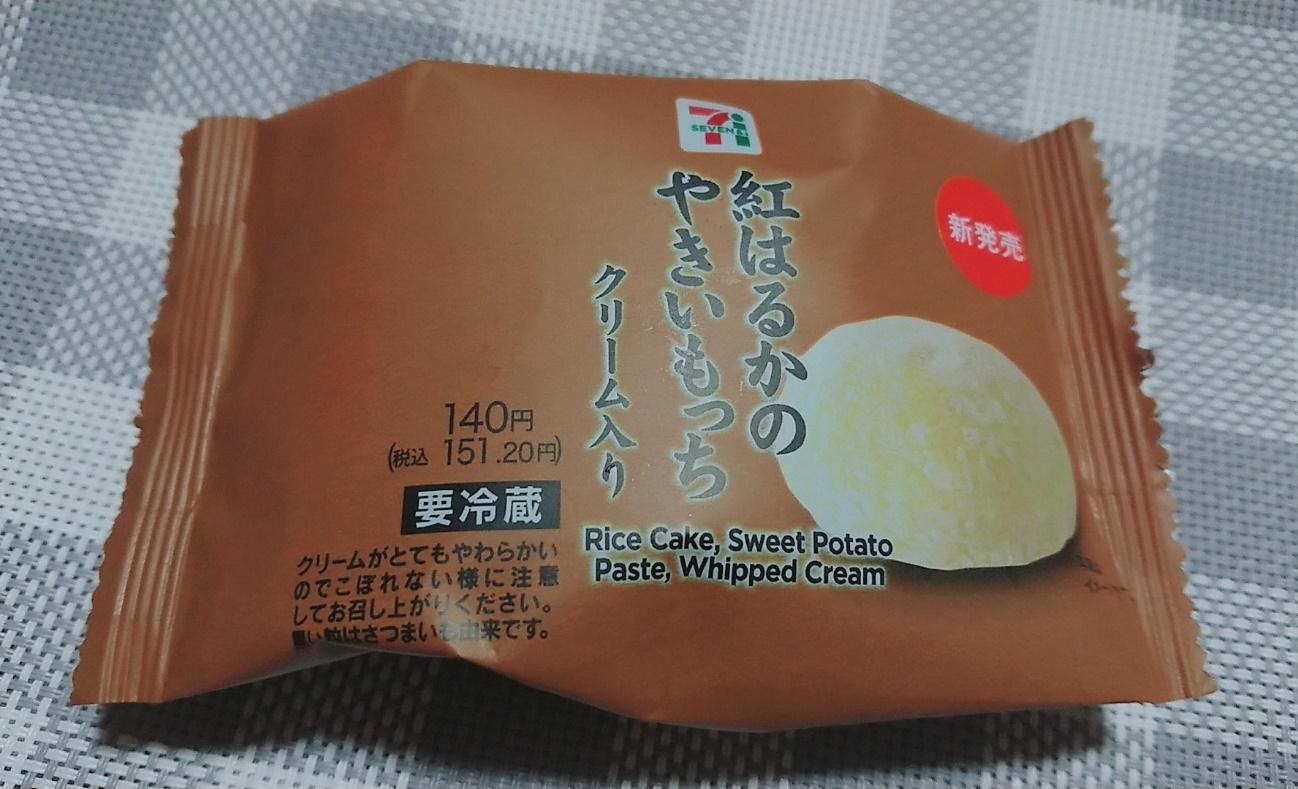 7i
SEVEN&i
新発売
紅はるかの
やきいもっち
クリーム入り
140円
(税込 151.20円)
要冷蔵
Rice Cake, Sweet Potato
Paste, Whipped Cream
クリームがとてもやわらかい
のでこぼれない様に注意
してお召し上がりください。
黒い粒はさつまいも由来です。